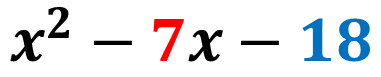 x² − 7x − 18